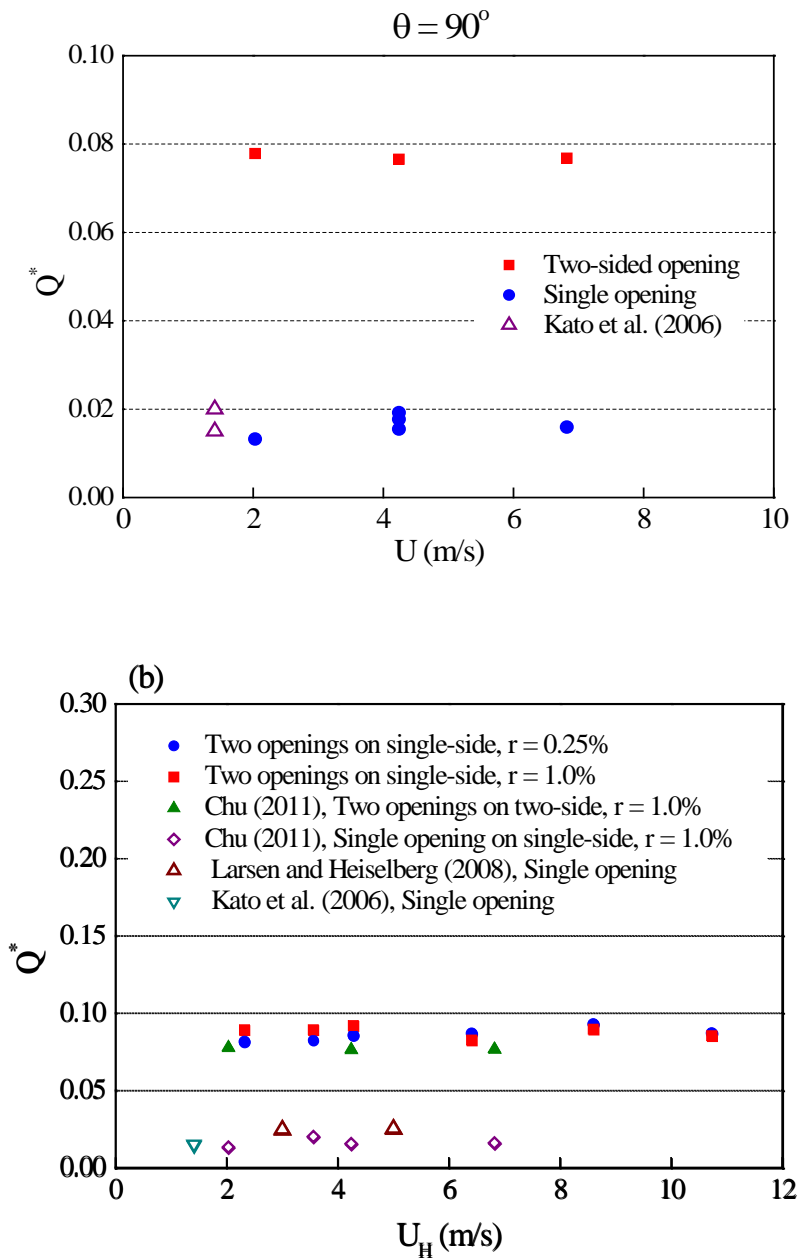 θ = 90°
0.10
0.08
0.06
0.04
0.02
0.00
Q*
Two-sided opening
Single opening
Kato et al. (2006)
0 2 4 6 8 10
U (m/s)
(b)
0.30
0.25
0.20
0.15
0.10
0.05
0.00
Q*
Two openings on single-side, r = 0.25%
Two openings on single-side, r = 1.0%
Chu (2011), Two openings on two-side, r = 1.0%
Chu (2011), Single opening on single-side, r = 1.0%
Larsen and Heiselberg (2008), Single opening
Kato et al. (2006), Single opening
0 2 4 6 8 10 12
U_H (m/s)